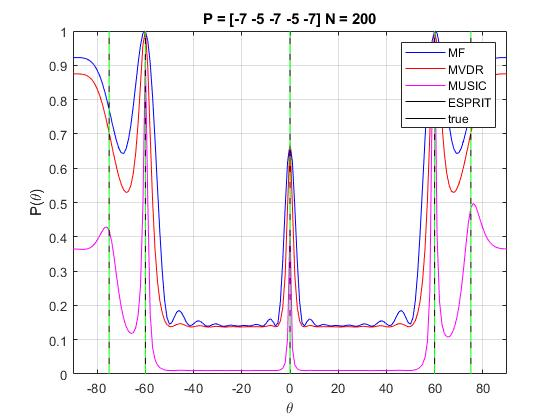 P = [-7 -5 -7 -5 -7] N = 200
P(θ)
1
0.9
0.8
0.7
0.6
0.5
0.4
0.3
0.2
0.1
0
MF
MVDR
MUSIC
ESPRIT
true
-80 -60 -40 -20 0 20 40 60 80
θ